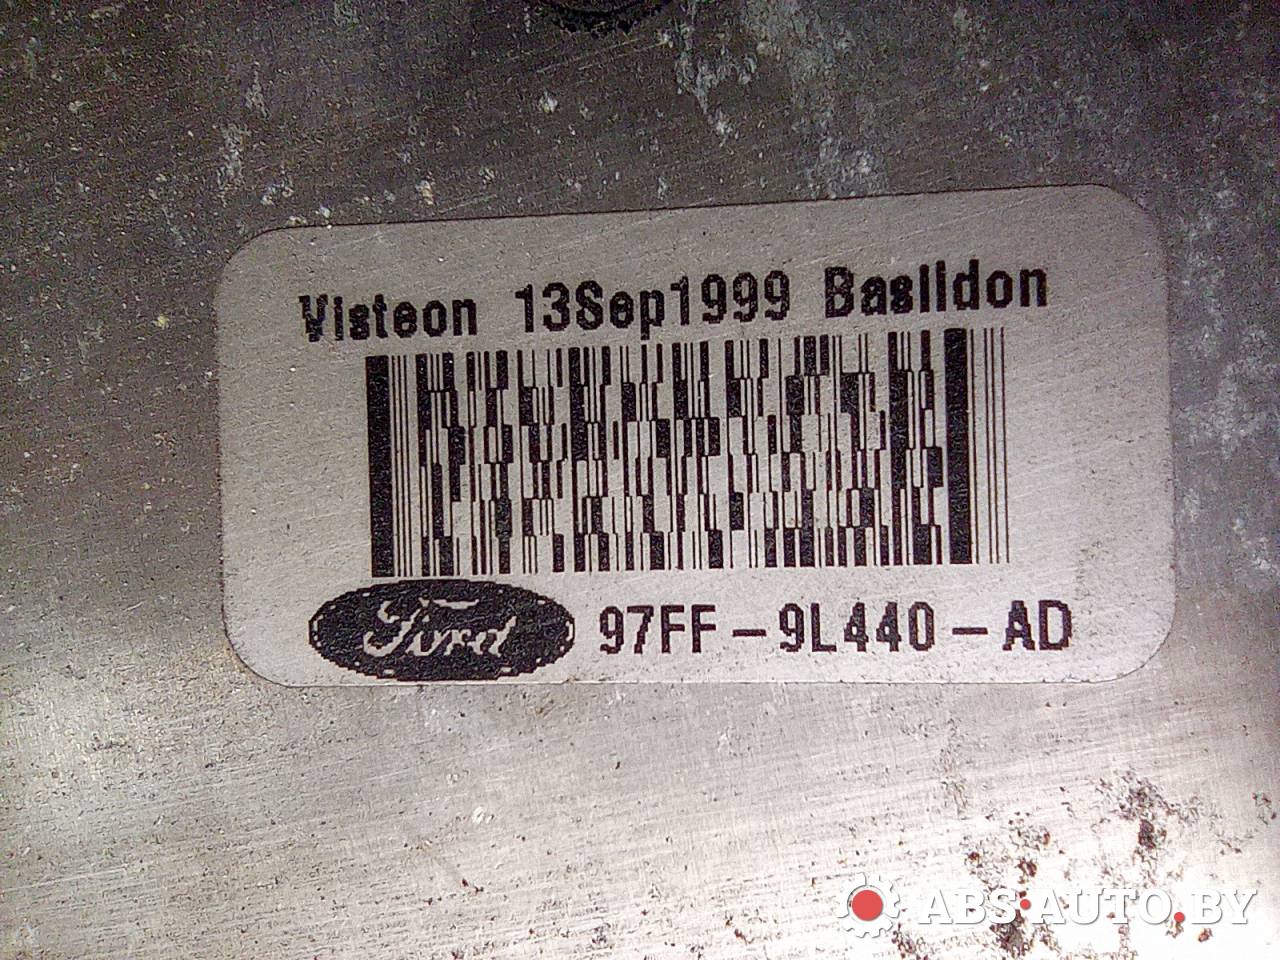 Visteon 13Sep1999 Basildon
Ford 97FF-9L440-AD
ABS-AUTO.BY